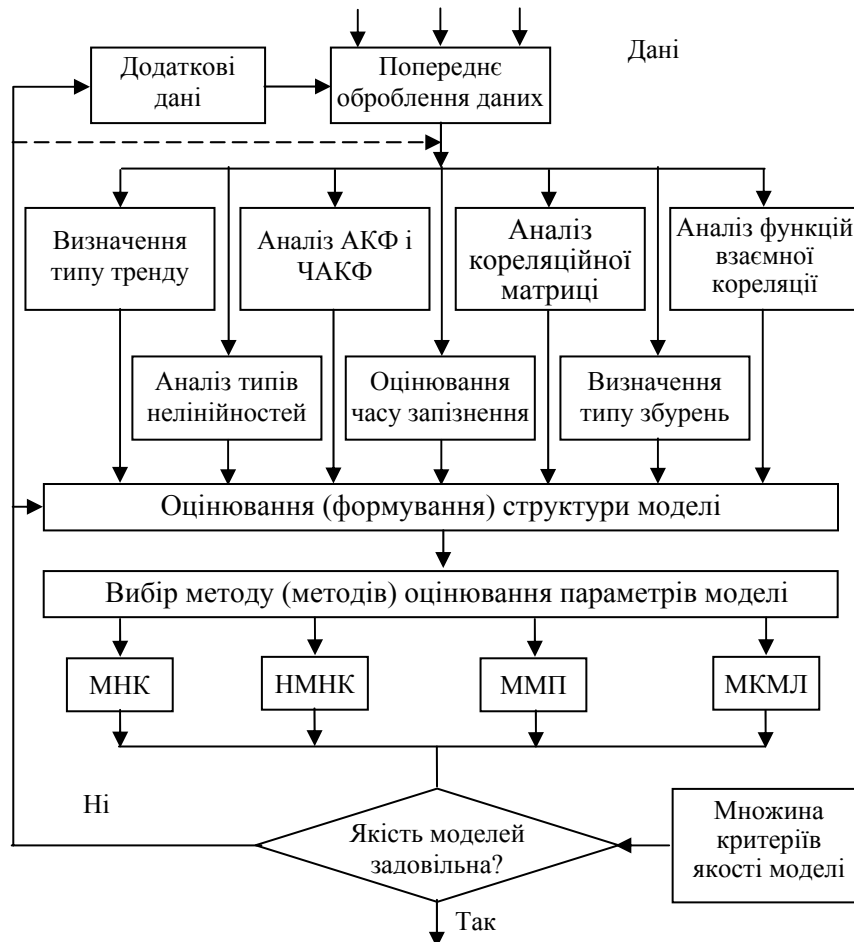 Дані
Додаткові
дані
Попереднє
оброблення даних
Визначення
типу тренду
Аналіз АКФ і
ЧАКФ
Аналіз
кореляційної
матриці
Аналіз функцій
взаємної
кореляції
Аналіз типів
нелінійностей
Оцінювання
часу запізнення
Визначення
типу збурень
Оцінювання (формування) структури моделі
Вибір методу (методів) оцінювання параметрів моделі
МНК
НМНК
ММП
МКМЛ
Ні
Якість моделей
задовільна?
Множина
критеріїв
якості моделі
Так